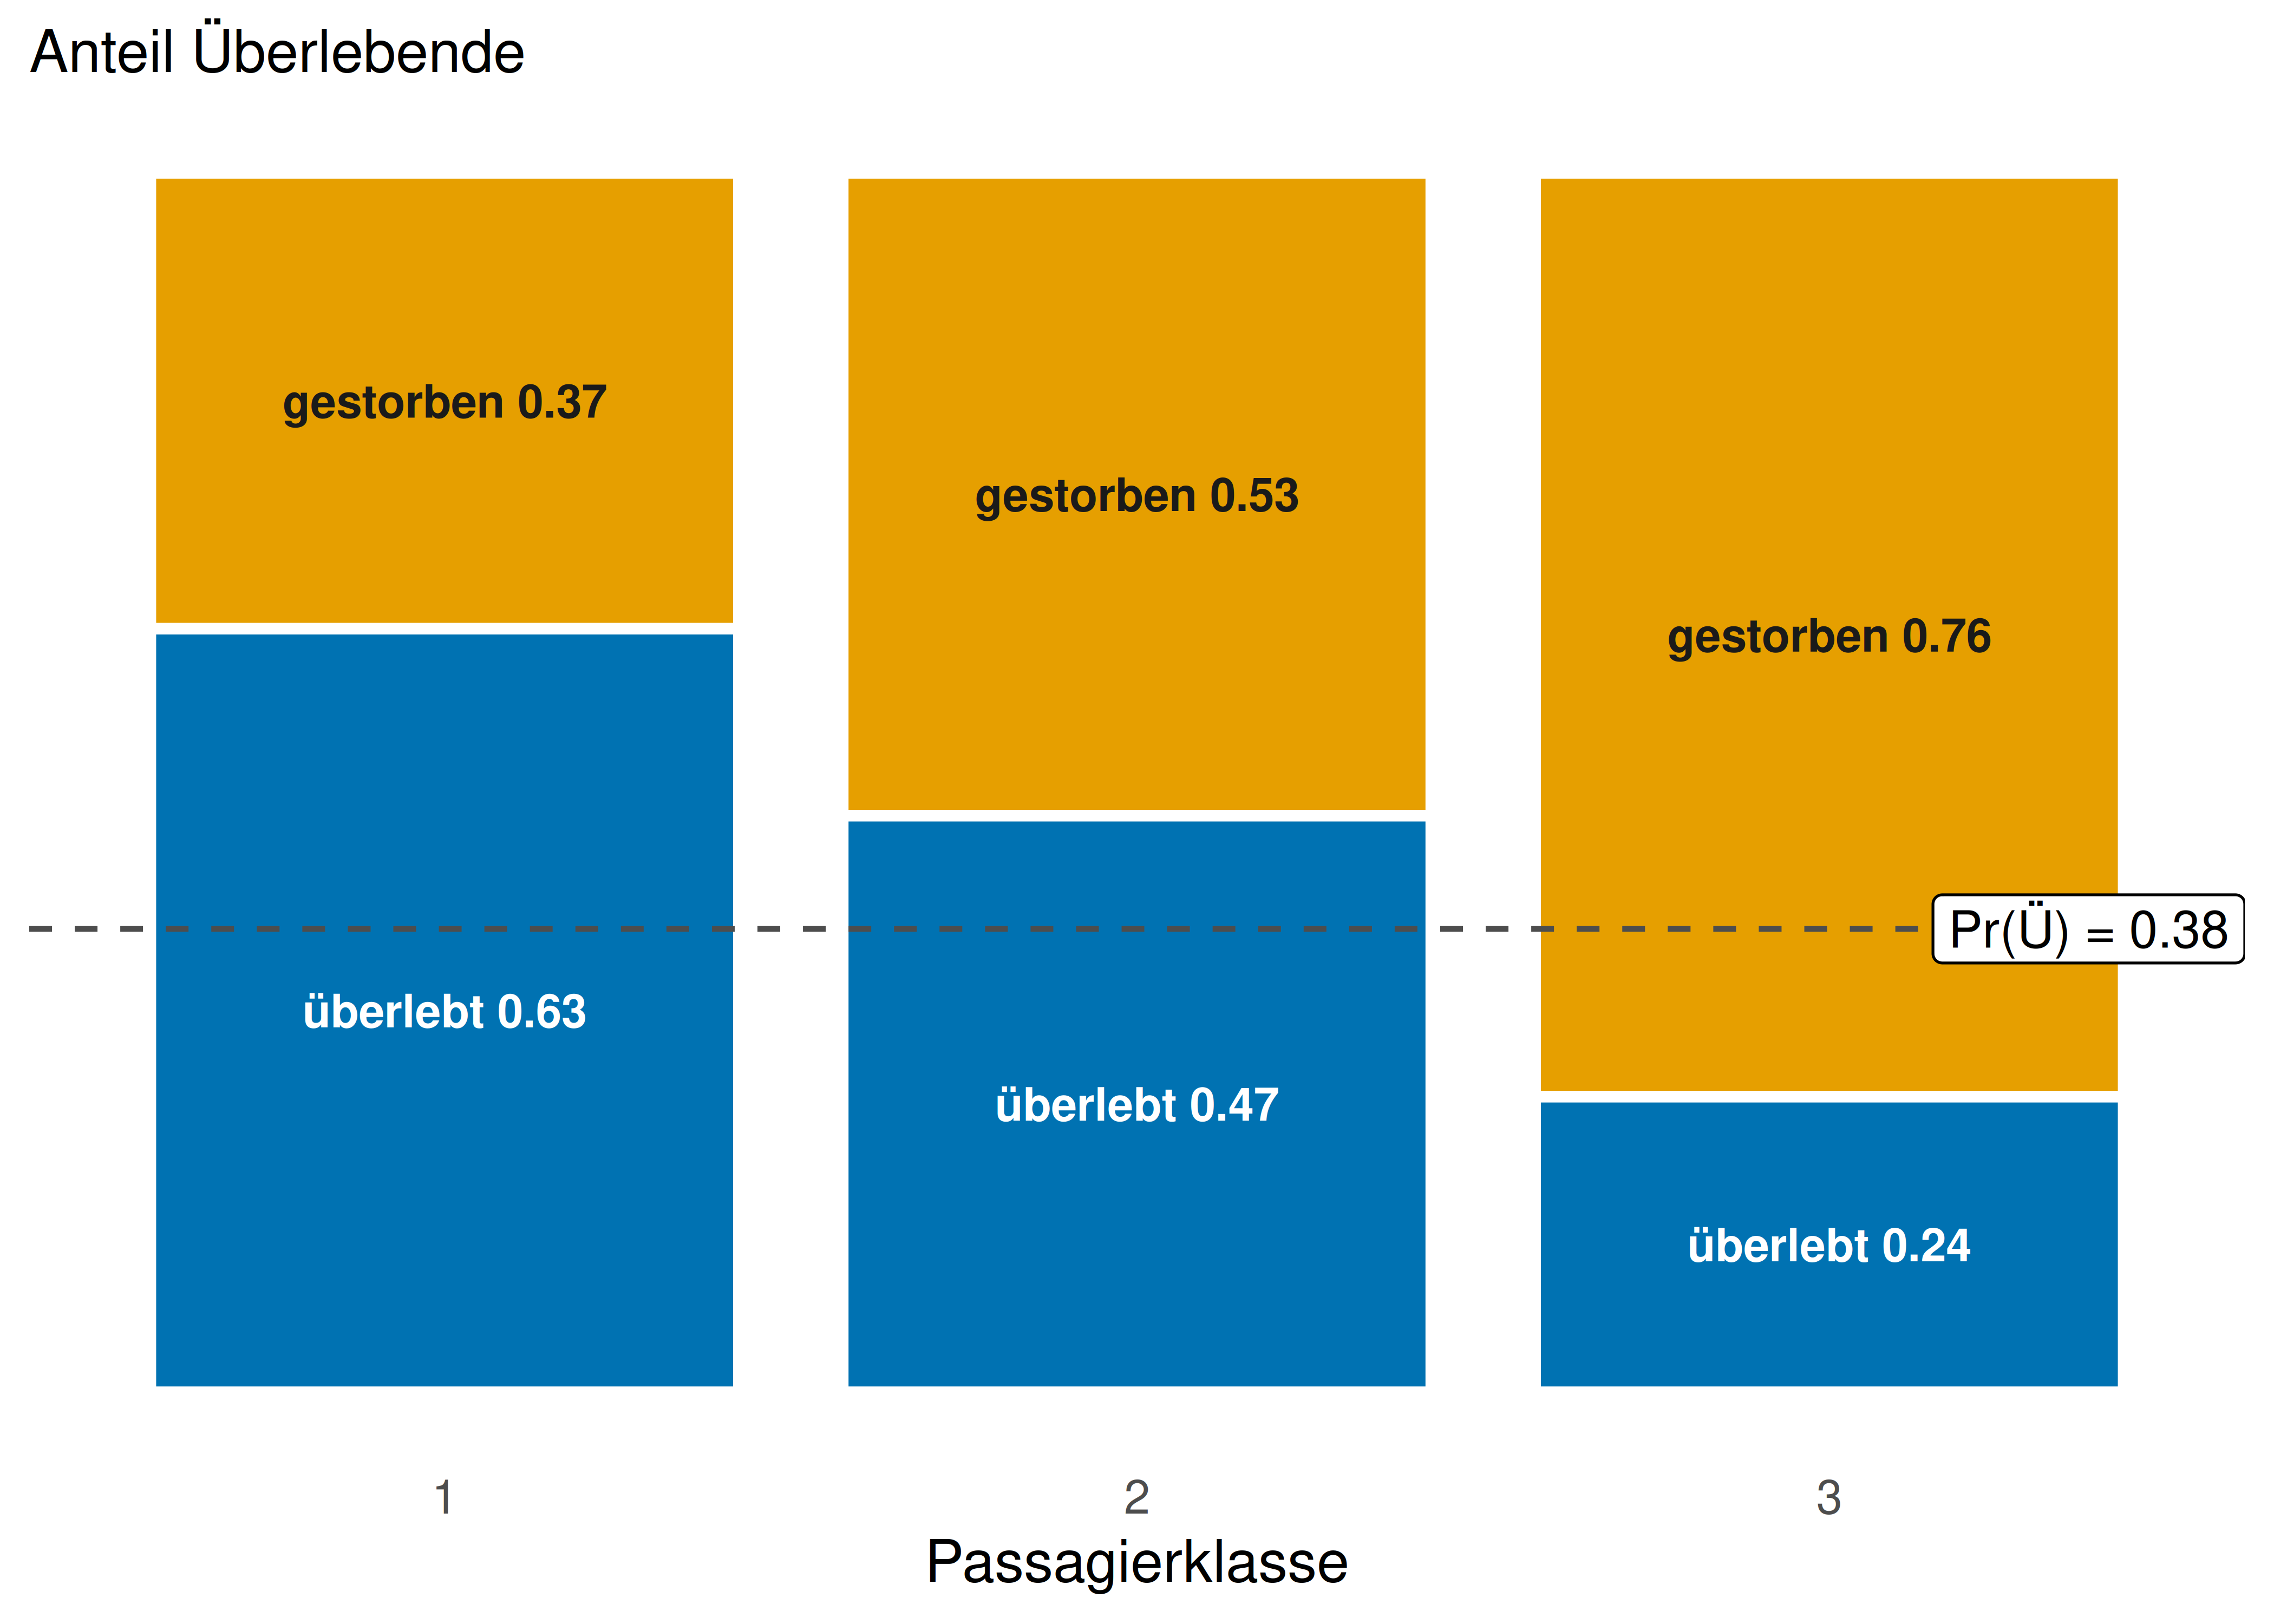 Anteil Überlebende
gestorben 0.37
gestorben 0.53
gestorben 0.76
Pr(Ü) = 0.38
überlebt 0.63
überlebt 0.47
überlebt 0.24
1
2
3
Passagierklasse